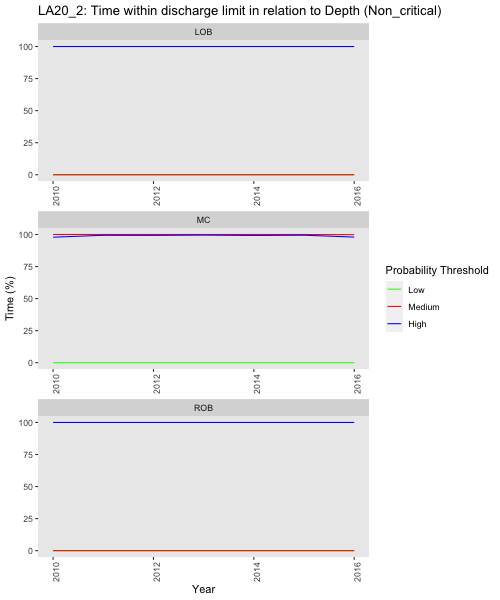 LA20_2: Time within discharge limit in relation to Depth (Non_critical)
LOB
100
75
50
25
0
2010 2012 2014 2016
MC
100
75
50
25
0
2010 2012 2014 2016
ROB
100
75
50
25
0
2010 2012 2014 2016
Time (%)
Year
Probability Threshold
Low
Medium
High